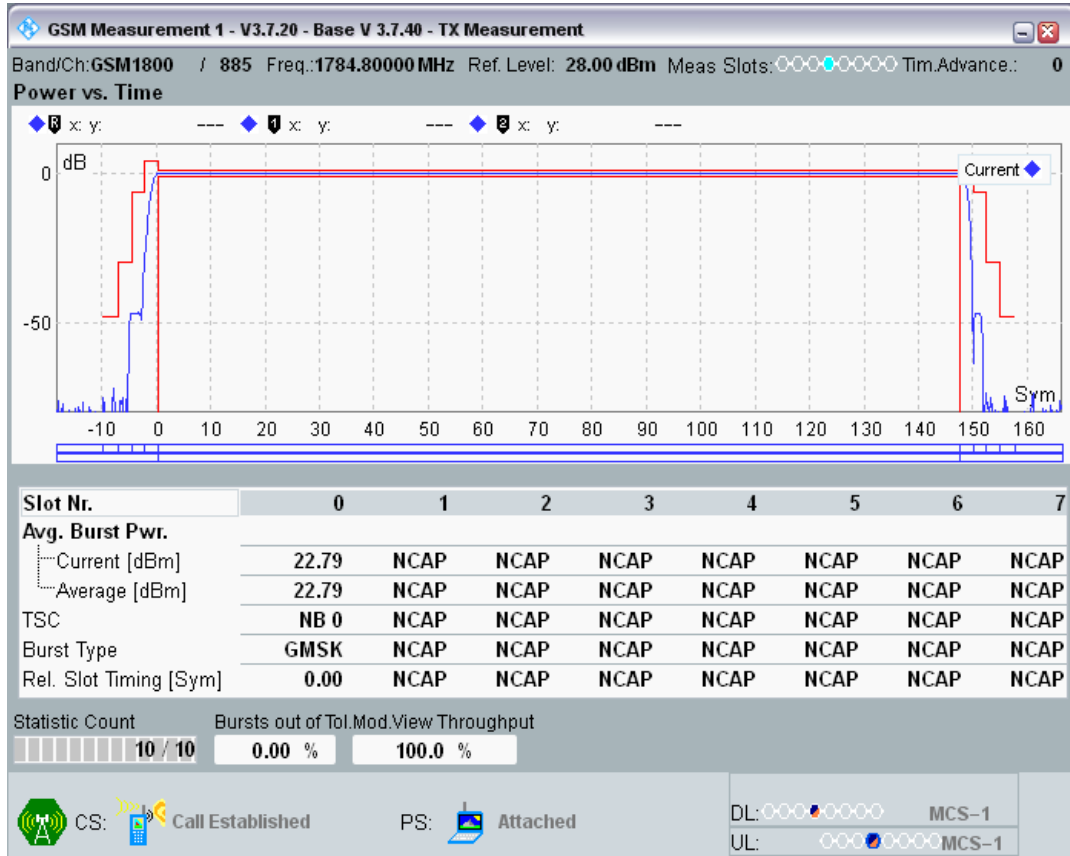 GSM Measurement 1 - V3.7.20 - Base V 3.7.40 - TX Measurement
Band/Ch:GSM1800 / 885 Freq.:1784.80000 MHz Ref. Level: 28.00 dBm Meas Slots: Tim.Advance.: 0
Power vs. Time
R x: y: --- 1 x: y: --- 2 x: y: ---
dB
Current
0
-50
Sym
-10 0 10 20 30 40 50 60 70 80 90 100 110 120 130 140 150 160
Slot Nr. 0 1 2 3 4 5 6 7
Avg. Burst Pwr.
Current [dBm] 22.79 NCAP NCAP NCAP NCAP NCAP NCAP NCAP
Average [dBm] 22.79 NCAP NCAP NCAP NCAP NCAP NCAP NCAP
TSC NB 0 NCAP NCAP NCAP NCAP NCAP NCAP NCAP
Burst Type GMSK NCAP NCAP NCAP NCAP NCAP NCAP NCAP
Rel. Slot Timing [Sym] 0.00 NCAP NCAP NCAP NCAP NCAP NCAP NCAP
Statistic Count Bursts out of Tol. Mod.View Throughput
10 / 10 0.00 % 100.0 %
CS: Call Established PS: Attached
DL: MCS-1
UL: MCS-1